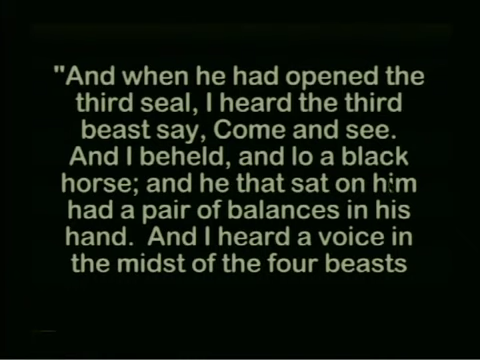 "And when he had opened the
third seal, I heard the third
beast say, Come and see.
And I beheld, and lo a black
horse; and he that sat on him
had a pair of balances in his
hand.  And I heard a voice in
the midst of the four beasts